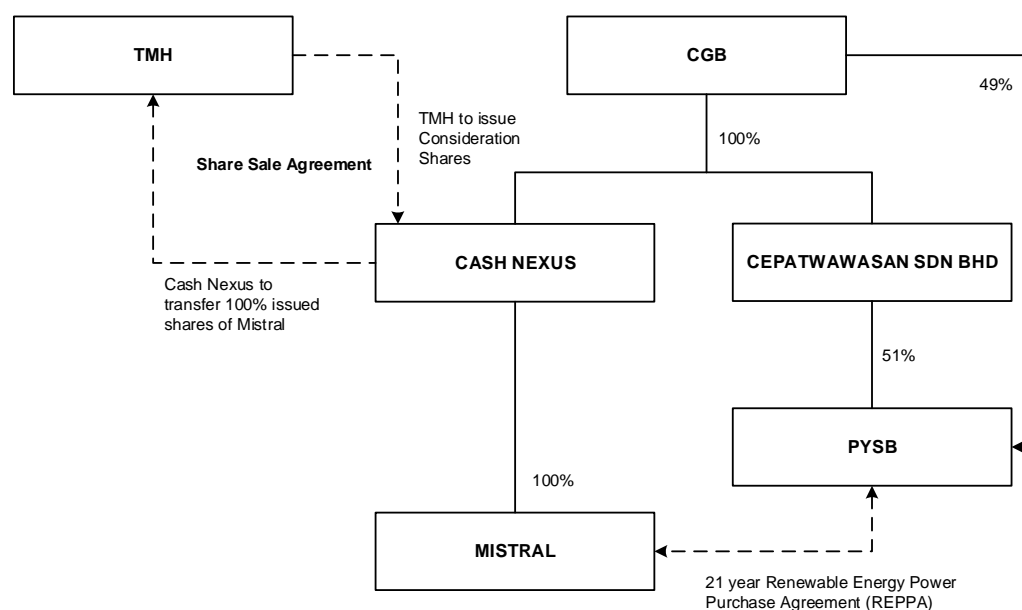 TMH
CGB
49%
TMH to issue
Consideration
Shares
100%
Share Sale Agreement
CASH NEXUS
CEPATWAWASAN SDN BHD
Cash Nexus to
transfer 100% issued
shares of Mistral
51%
PYSB
100%
MISTRAL
21 year Renewable Energy Power
Purchase Agreement (REPPA)